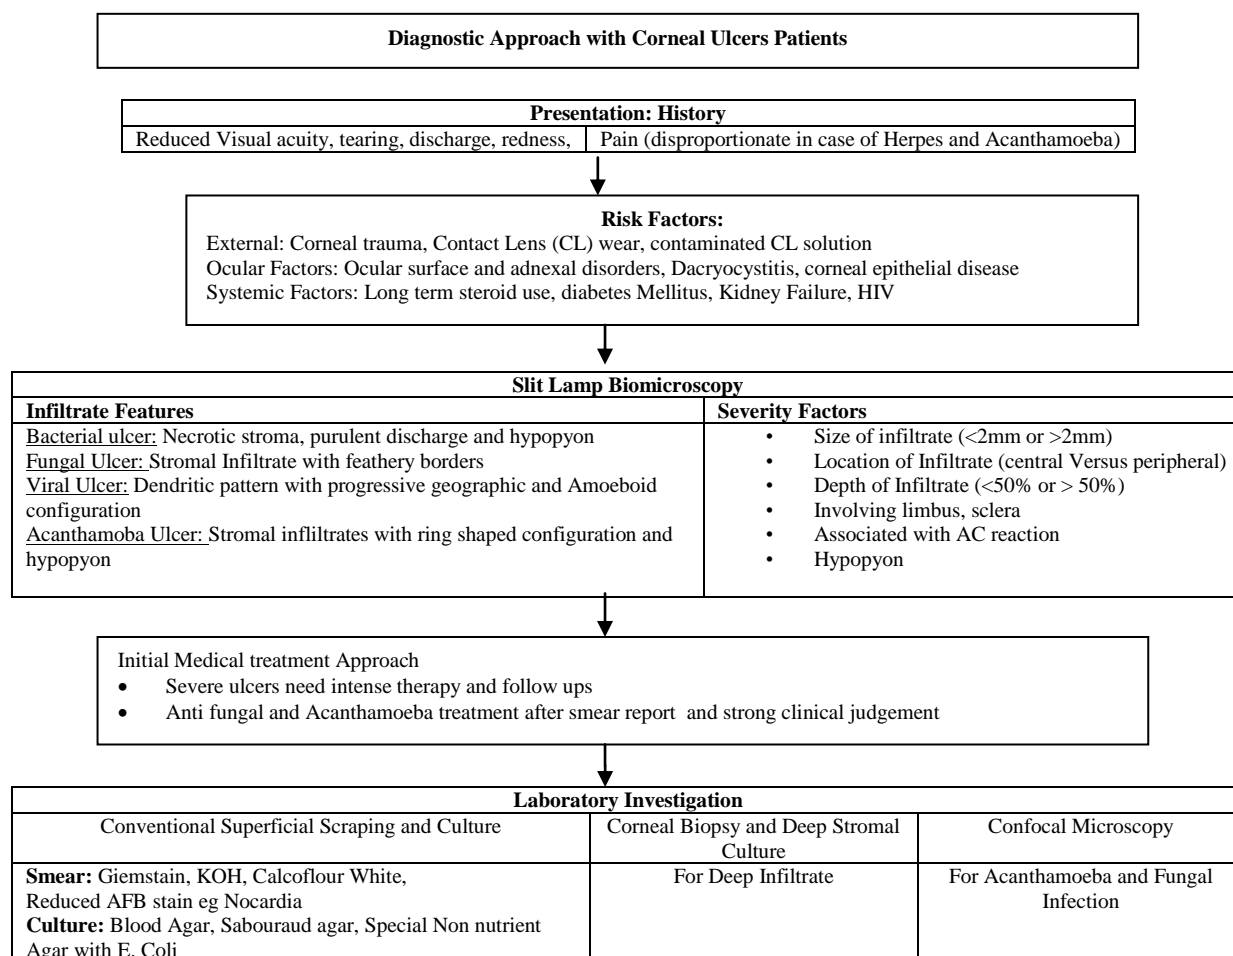 Diagnostic Approach with Corneal Ulcers Patients
Presentation: History
Reduced Visual acuity, tearing, discharge, redness,
Pain (disproportionate in case of Herpes and Acanthamoeba)
Risk Factors:
External: Corneal trauma, Contact Lens (CL) wear, contaminated CL solution
Ocular Factors: Ocular surface and adnexal disorders, Dacryocystitis, corneal epithelial disease
Systemic Factors: Long term steroid use, diabetes Mellitus, Kidney Failure, HIV
Slit Lamp Biomicroscopy
Infiltrate Features
Bacterial ulcer: Necrotic stroma, purulent discharge and hypopyon
Fungal Ulcer: Stromal Infiltrate with feathery borders
Viral Ulcer: Dendritic pattern with progressive geographic and Amoeboid
configuration
Acanthamoba Ulcer: Stromal infliltrates with ring shaped configuration and
hypopyon
Severity Factors
• Size of infiltrate (<2mm or >2mm)
• Location of Infiltrate (central Versus peripheral)
• Depth of Infiltrate (<50% or > 50%)
• Involving limbus, sclera
• Associated with AC reaction
• Hypopyon
Initial Medical treatment Approach
• Severe ulcers need intense therapy and follow ups
• Anti fungal and Acanthamoeba treatment after smear report and strong clinical judgement
Laboratory Investigation
Conventional Superficial Scraping and Culture
Corneal Biopsy and Deep Stromal
Culture
Confocal Microscopy
Smear: Giemstain, KOH, Calcoflour White,
Reduced AFB stain eg Nocardia
Culture: Blood Agar, Sabouraud agar, Special Non nutrient
Agar with E. Coli
For Deep Infiltrate
For Acanthamoeba and Fungal
Infection